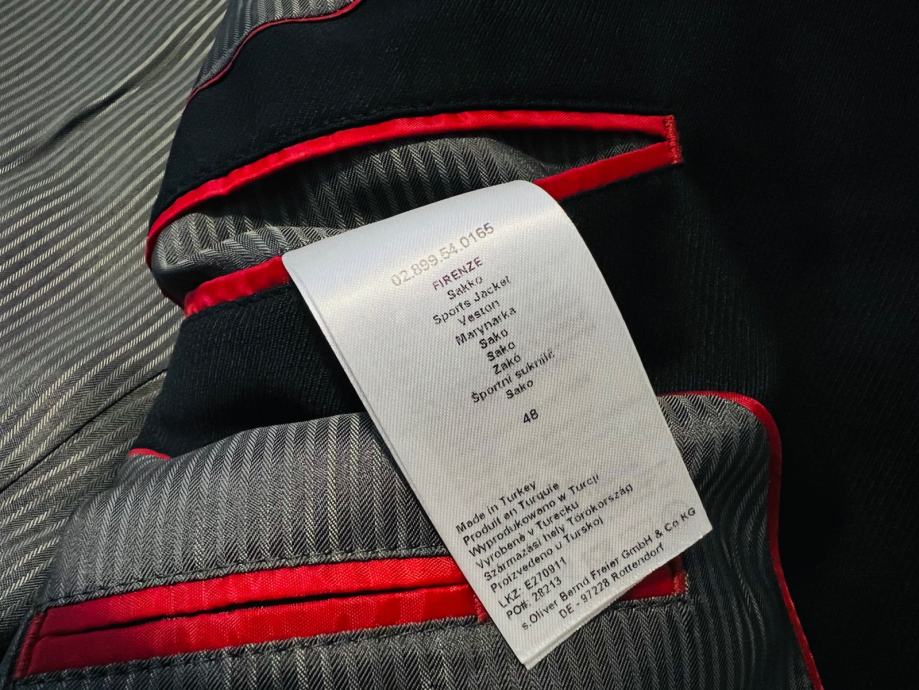 02.899.54.0165
FIRENZE
Sakko
Sports Jacket
Veston
Marynarka
Sako
Sako
Zakó
Športni suknjič
Sako
48
Made in Turkey
Produit en Turquie
Wyprodukowano w Turcji
Vyrobené v Turecku
Származási hely Törökország
Proizvedeno u Turskoj
LKZ: E270911
PO#: 28213
s.Oliver Bernd Freier GmbH & Co KG
DE - 97228 Rottendorf